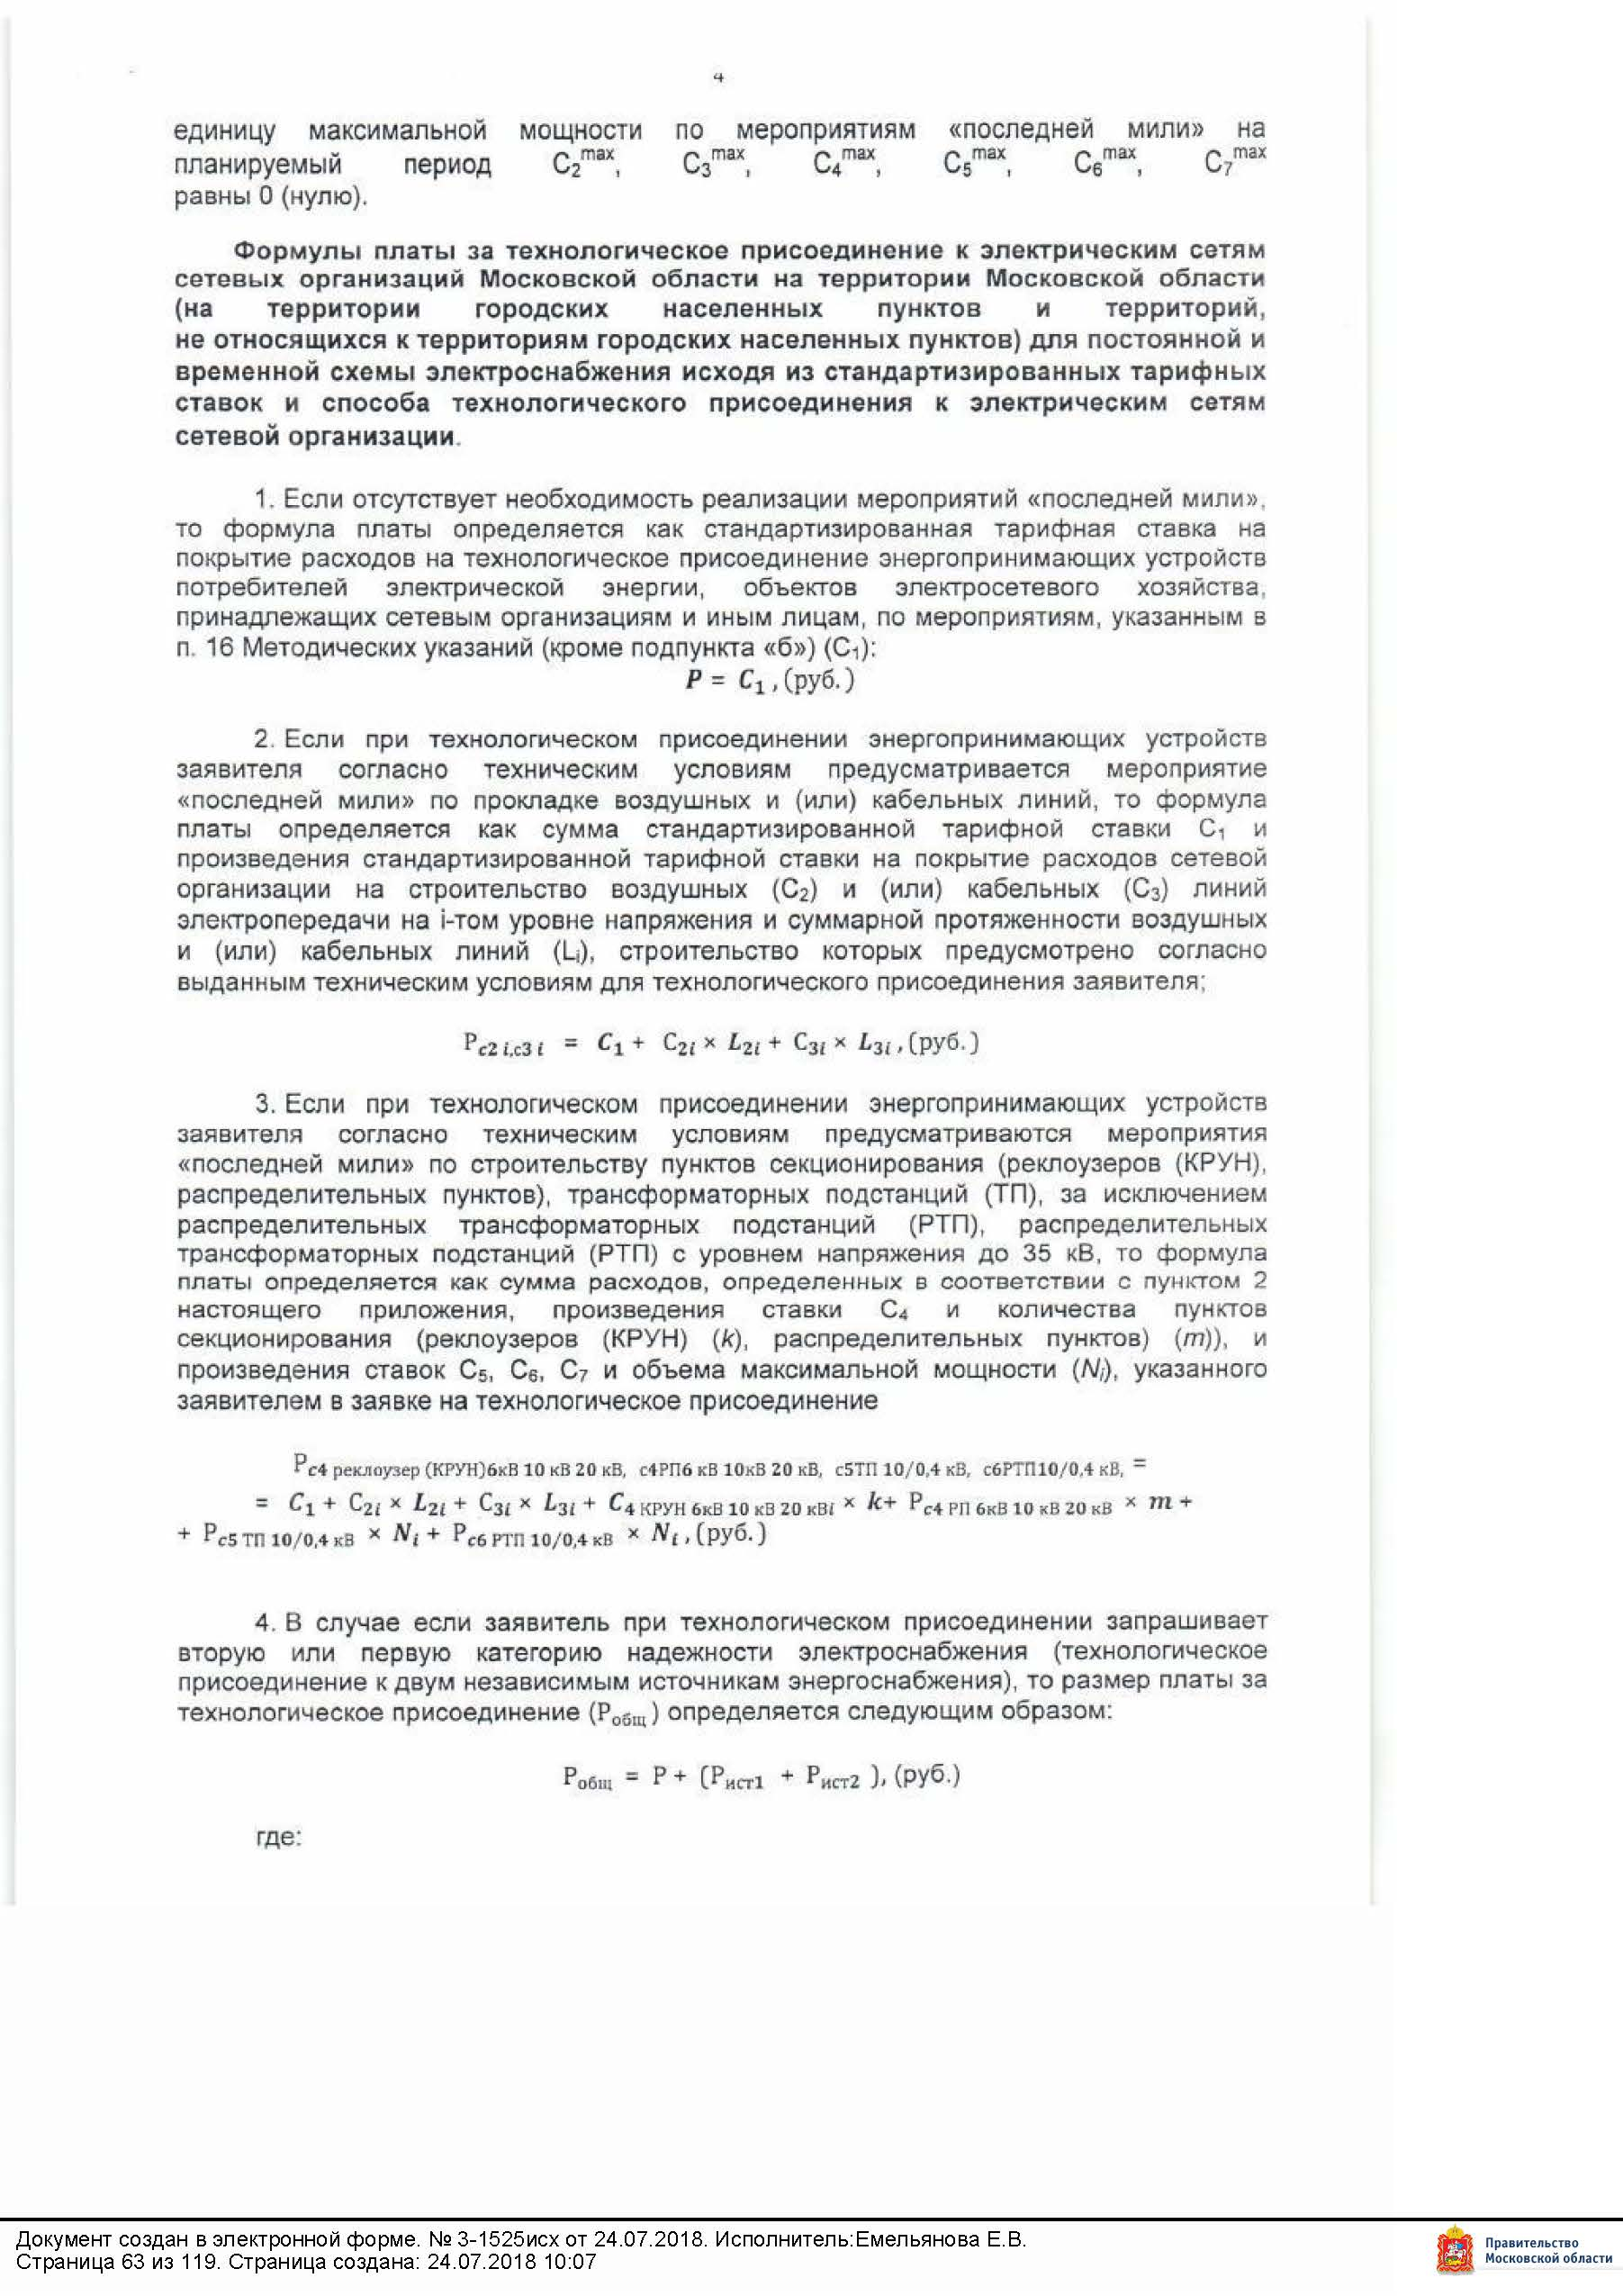 4
единицу максимальной мощности по мероприятиям «последней мили» на
планируемый период С₂ᵐᵃˣ, С₃ᵐᵃˣ, С₄ᵐᵃˣ, С₅ᵐᵃˣ, С₆ᵐᵃˣ, С₇ᵐᵃˣ
равны 0 (нулю).
Формулы платы за технологическое присоединение к электрическим сетям
сетевых организаций Московской области на территории Московской области
(на территории городских населенных пунктов и территорий,
не относящихся к территориям городских населенных пунктов) для постоянной и
временной схемы электроснабжения исходя из стандартизированных тарифных
ставок и способа технологического присоединения к электрическим сетям
сетевой организации.
1. Если отсутствует необходимость реализации мероприятий «последней мили»,
то формула платы определяется как стандартизированная тарифная ставка на
покрытие расходов на технологическое присоединение энергопринимающих устройств
потребителей электрической энергии, объектов электросетевого хозяйства,
принадлежащих сетевым организациям и иным лицам, по мероприятиям, указанным в
п. 16 Методических указаний (кроме подпункта «б») (С₁):
P = C₁ , (руб.)
2. Если при технологическом присоединении энергопринимающих устройств
заявителя согласно техническим условиям предусматривается мероприятие
«последней мили» по прокладке воздушных и (или) кабельных линий, то формула
платы определяется как сумма стандартизированной тарифной ставки С₁ и
произведения стандартизированной тарифной ставки на покрытие расходов сетевой
организации на строительство воздушных (С₂) и (или) кабельных (С₃) линий
электропередачи на i-том уровне напряжения и суммарной протяженности воздушных
и (или) кабельных линий (Lᵢ), строительство которых предусмотрено согласно
выданным техническим условиям для технологического присоединения заявителя;
Pc2 i,c3 i = C₁ + C2i × L2i + C3i × L3i , (руб.)
3. Если при технологическом присоединении энергопринимающих устройств
заявителя согласно техническим условиям предусматриваются мероприятия
«последней мили» по строительству пунктов секционирования (реклоузеров (КРУН),
распределительных пунктов), трансформаторных подстанций (ТП), за исключением
распределительных трансформаторных подстанций (РТП), распределительных
трансформаторных подстанций (РТП) с уровнем напряжения до 35 кВ, то формула
платы определяется как сумма расходов, определенных в соответствии с пунктом 2
настоящего приложения, произведения ставки С₄ и количества пунктов
секционирования (реклоузеров (КРУН) (k), распределительных пунктов) (m)), и
произведения ставок С₅, С₆, С₇ и объема максимальной мощности (Nᵢ), указанного
заявителем в заявке на технологическое присоединение
Pc4 реклоузер (КРУН)6кВ 10 кВ 20 кВ, c4РП6 кВ 10кВ 20 кВ, c5ТП 10/0,4 кВ, c6РТП10/0,4 кВ, =
= C₁ + C2i × L2i + C3i × L3i + C4 КРУН 6кВ 10 кВ 20 кВi × k+ Pc4 РП 6кВ 10 кВ 20 кВ × m +
+ Pc5 ТП 10/0,4 кВ × Nᵢ + Pc6 РТП 10/0,4 кВ × Nᵢ , (руб.)
4. В случае если заявитель при технологическом присоединении запрашивает
вторую или первую категорию надежности электроснабжения (технологическое
присоединение к двум независимым источникам энергоснабжения), то размер платы за
технологическое присоединение (Робщ ) определяется следующим образом:
Робщ = Р + (Рист1 + Рист2 ), (руб.)
где:
Документ создан в электронной форме. № 3-1525исх от 24.07.2018. Исполнитель:Емельянова Е.В.
Страница 63 из 119. Страница создана: 24.07.2018 10:07
Правительство
Московской области